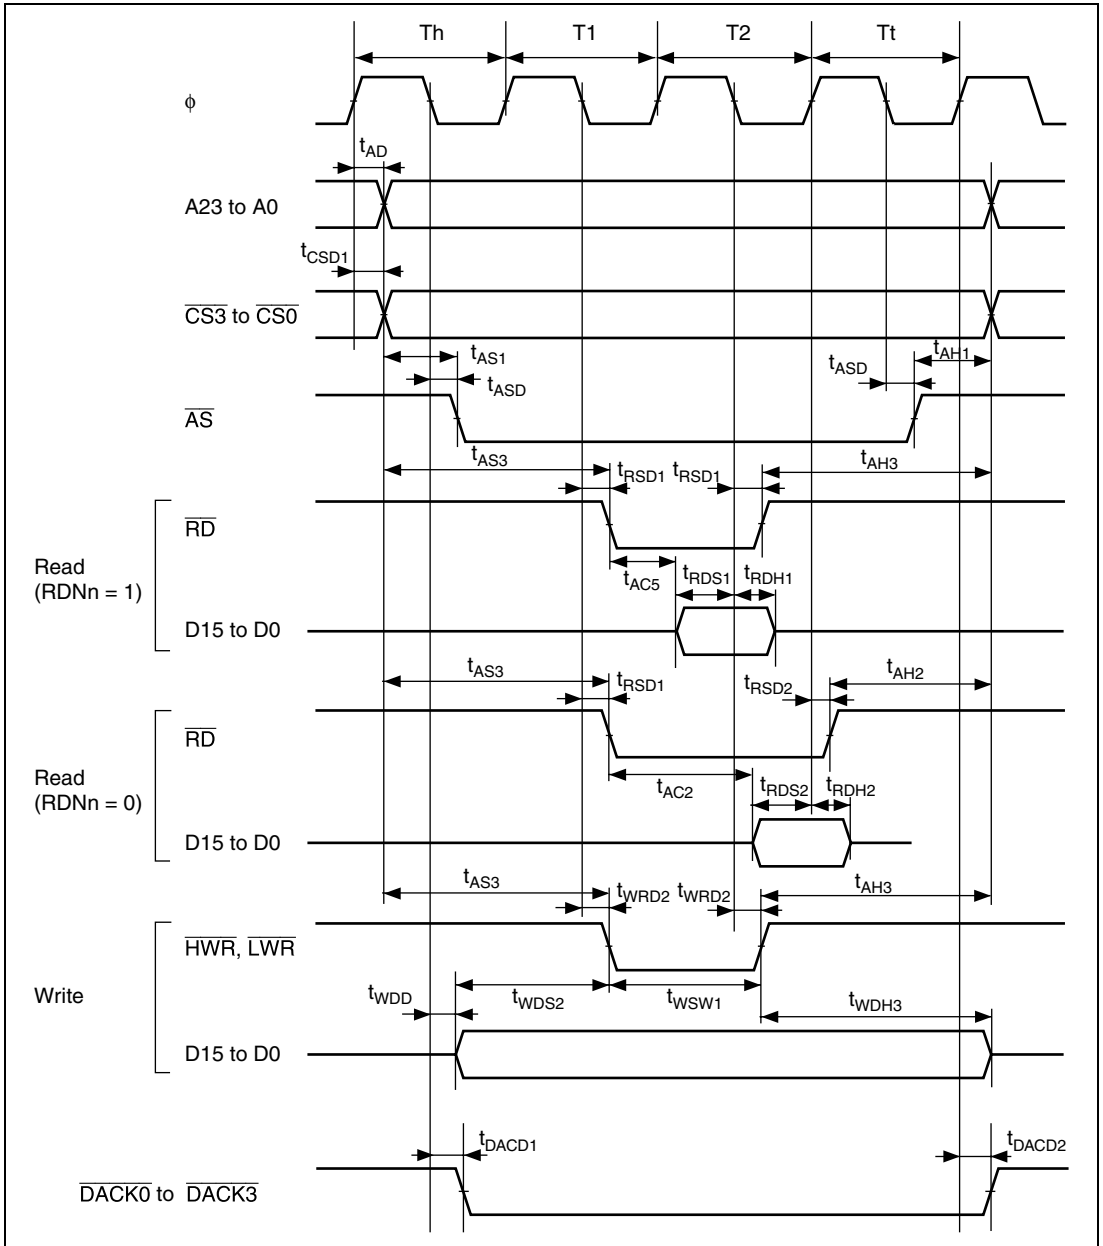 Th T1 T2 Tt
ϕ
tAD
A23 to A0
tCSD1
CS3 to CS0
tAS1 tAH1
tASD tASD
AS
tAS3 tRSD1 tRSD1 tAH3
RD
Read
(RDNn = 1)
tAC5 tRDS1 tRDH1
D15 to D0
tAS3 tRSD1 tRSD2 tAH2
RD
Read
(RDNn = 0)
tAC2 tRDS2 tRDH2
D15 to D0
tAS3 tWRD2 tWRD2 tAH3
HWR, LWR
Write
tWDD tWDS2 tWSW1 tWDH3
D15 to D0
tDACD1 tDACD2
DACK0 to DACK3